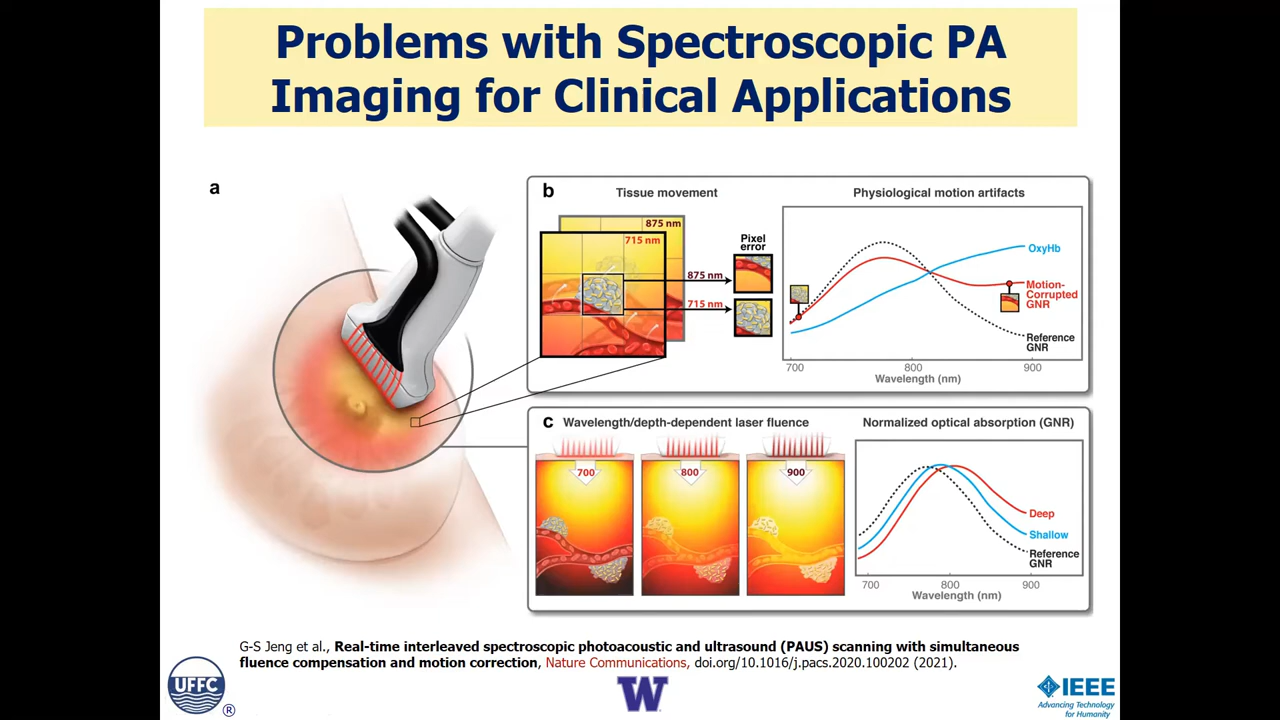 Problems with Spectroscopic PA
Imaging for Clinical Applications
a
b
Tissue movement
875 nm
715 nm
Pixel
error
875 nm
715 nm
Physiological motion artifacts
OxyHb
Motion-
Corrupted
GNR
Reference
GNR
700
800
900
Wavelength (nm)
c
Wavelength/depth-dependent laser fluence
700
800
900
Normalized optical absorption (GNR)
Deep
Shallow
Reference
GNR
700
800
900
Wavelength (nm)
G-S Jeng et al., Real-time interleaved spectroscopic photoacoustic and ultrasound (PAUS) scanning with simultaneous
fluence compensation and motion correction, Nature Communications, doi.org/10.1016/j.pacs.2020.100202 (2021).
UFFC
®
W
IEEE
Advancing Technology
for Humanity